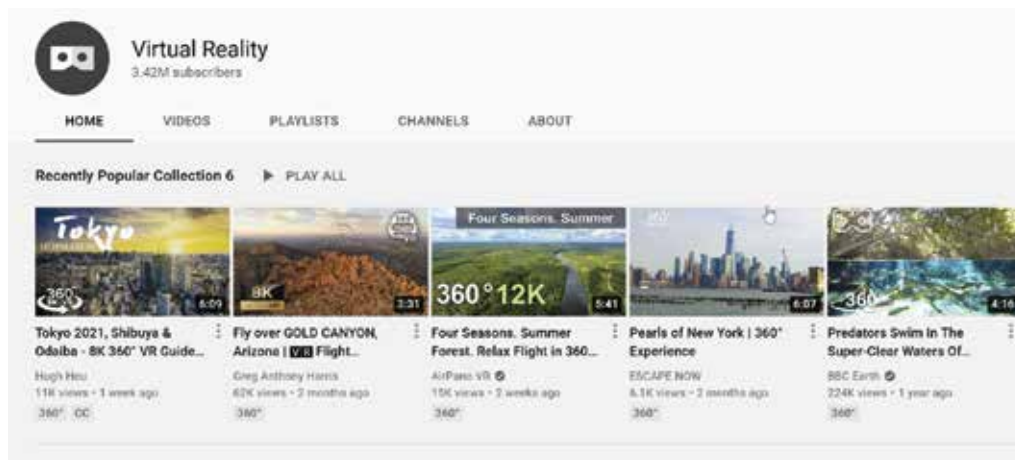 Virtual Reality
3.42M subscribers
HOME VIDEOS PLAYLISTS CHANNELS ABOUT
Recently Popular Collection 6 PLAY ALL
Tokyo
360°
6:09
Tokyo 2021, Shibuya &
Odaiba - 8K 360° VR Guide...
Hugh Hou
11K views • 1 week ago
360° CC
8K
3:31
Fly over GOLD CANYON,
Arizona | VR Flight...
Greg Anthony Harris
62K views • 2 months ago
360°
Four Seasons. Summer
360° 12K
5:41
Four Seasons. Summer
Forest. Relax Flight in 360...
AirPano VR
15K views • 2 weeks ago
360°
360°
6:07
Pearls of New York | 360°
Experience
ESCAPE NOW
6.1K views • 2 months ago
360°
360°
4:16
Predators Swim In The
Super-Clear Waters Of...
BBC Earth
224K views • 1 year ago
360°